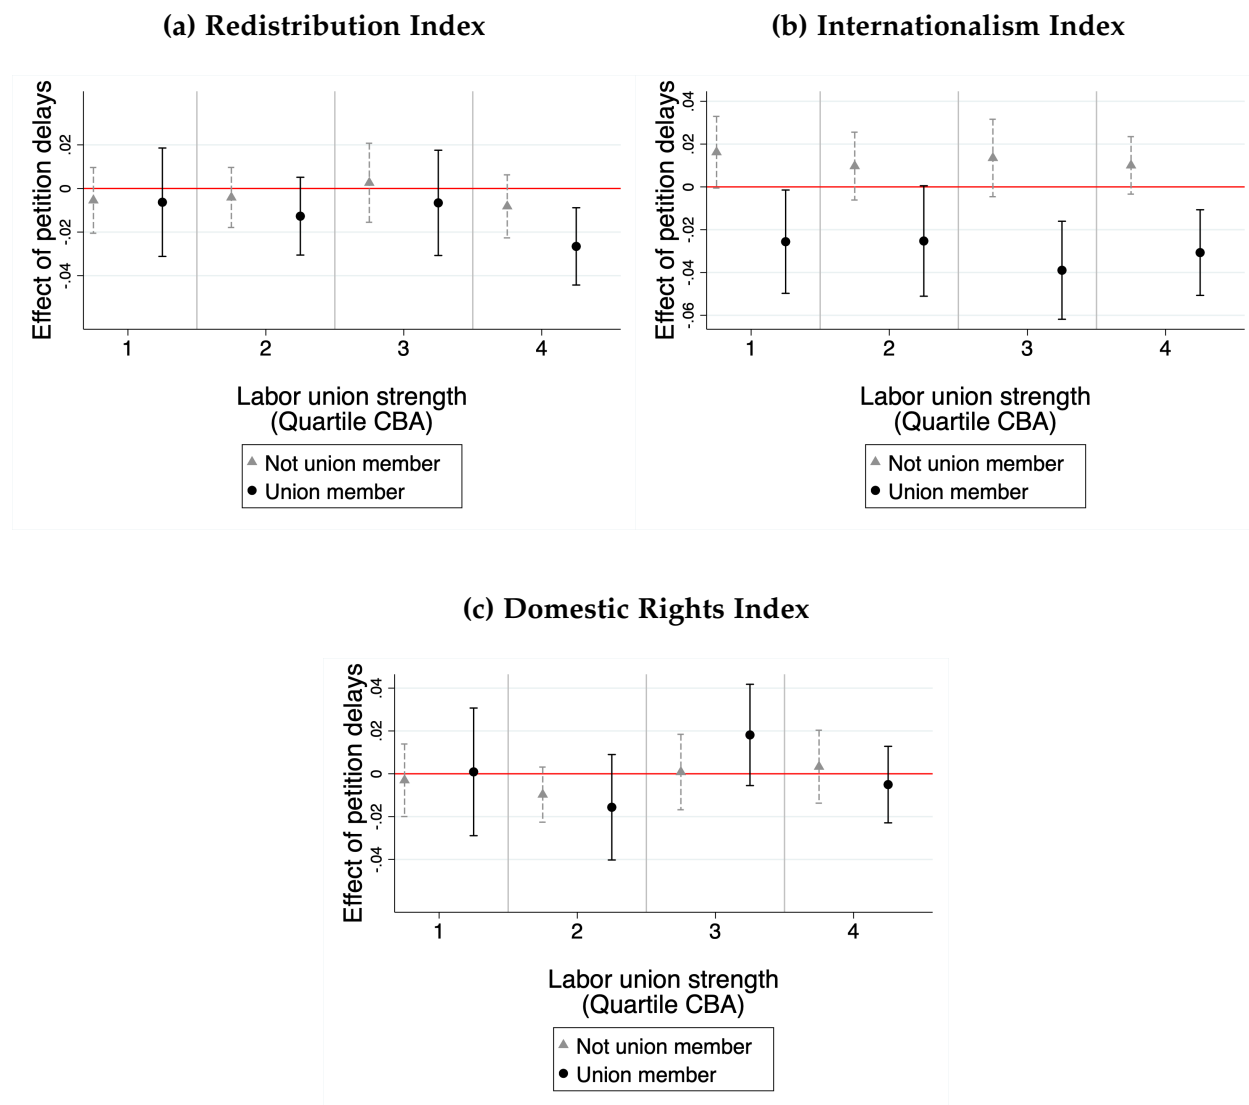 (a) Redistribution Index
Effect of petition delays
.02
0
-.02
-.04
1 2 3 4
Labor union strength
(Quartile CBA)
Not union member
Union member
(b) Internationalism Index
Effect of petition delays
.04
.02
0
-.02
-.04
-.06
1 2 3 4
Labor union strength
(Quartile CBA)
Not union member
Union member
(c) Domestic Rights Index
Effect of petition delays
.04
.02
0
-.02
-.04
1 2 3 4
Labor union strength
(Quartile CBA)
Not union member
Union member